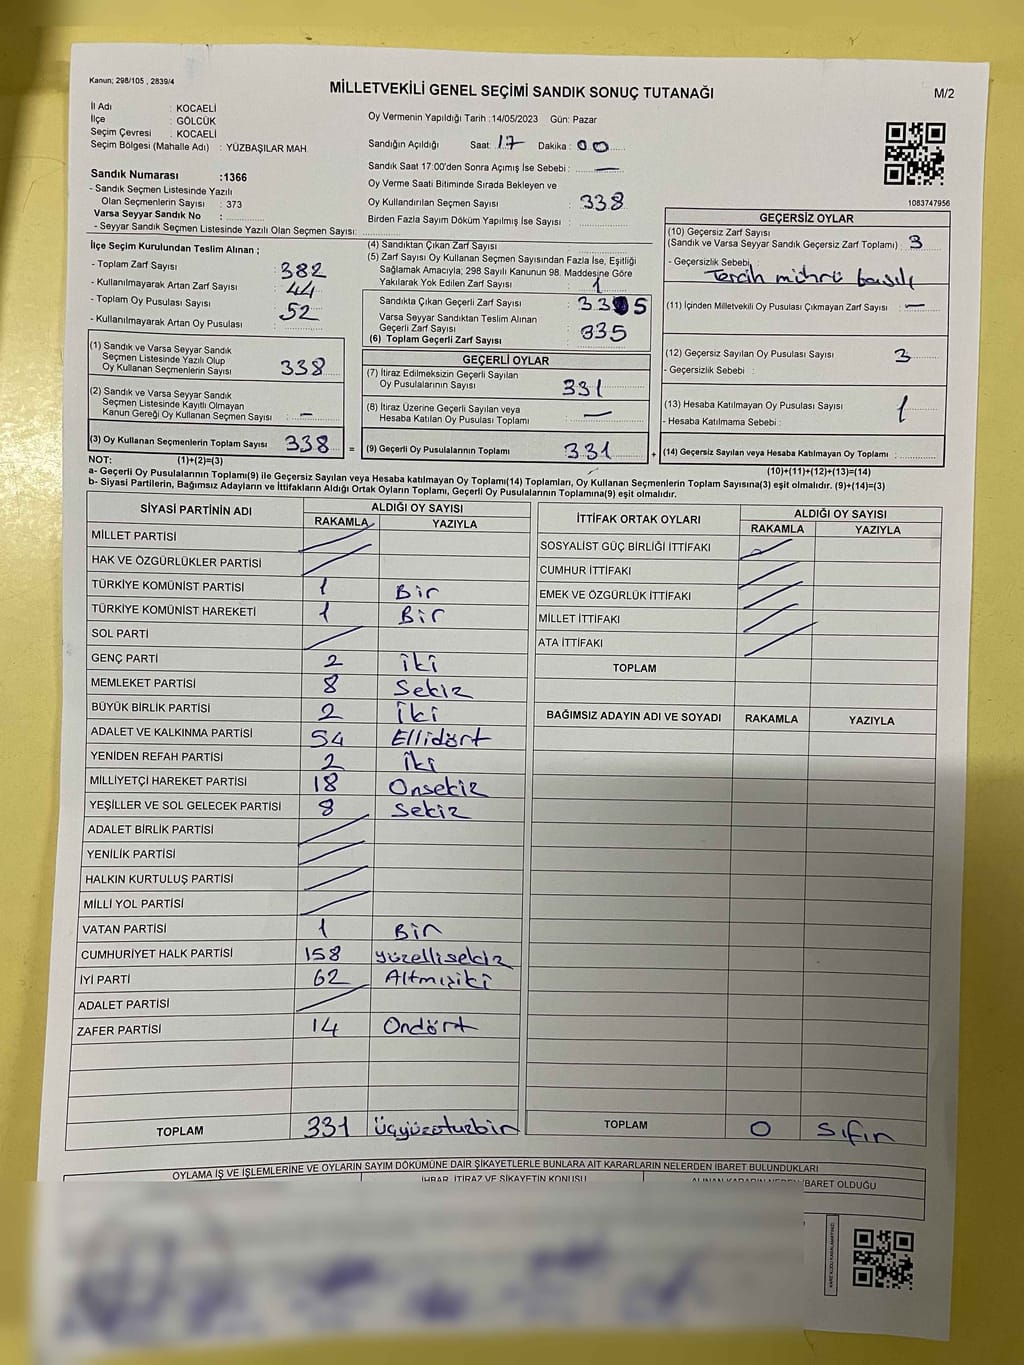 Kanun; 298/105 , 2839/4
MİLLETVEKİLİ GENEL SEÇİMİ SANDIK SONUÇ TUTANAĞI
M/2
İl Adı : KOCAELİ
İlçe : GÖLCÜK
Seçim Çevresi : KOCAELİ
Seçim Bölgesi (Mahalle Adı) : YÜZBAŞILAR MAH.
Sandık Numarası :1366
- Sandık Seçmen Listesinde Yazılı
Olan Seçmenlerin Sayısı : 373
Varsa Seyyar Sandık No :
- Seyyar Sandık Seçmen Listesinde Yazılı Olan Seçmen Sayısı:
Oy Vermenin Yapıldığı Tarih :14/05/2023 Gün: Pazar
Sandığın Açıldığı Saat: 17 Dakika : 00
Sandık Saat 17:00'den Sonra Açımış İse Sebebi : —
Oy Verme Saati Bitiminde Sırada Bekleyen ve
Oy Kullandırılan Seçmen Sayısı : 338
Birden Fazla Sayım Döküm Yapılmış İse Sayısı :
1083747956
İlçe Seçim Kurulundan Teslim Alınan ;
- Toplam Zarf Sayısı : 382
- Kullanılmayarak Artan Zarf Sayısı : 44
- Toplam Oy Pusulası Sayısı : 52
- Kullanılmayarak Artan Oy Pusulası :
(1) Sandık ve Varsa Seyyar Sandık
Seçmen Listesinde Yazılı Olup
Oy Kullanan Seçmenlerin Sayısı : 338
(2) Sandık ve Varsa Seyyar Sandık
Seçmen Listesinde Kayıtlı Olmayan
Kanun Gereği Oy Kullanan Seçmen Sayısı : —
(3) Oy Kullanan Seçmenlerin Toplam Sayısı : 338 =
(4) Sandıktan Çıkan Zarf Sayısı :
(5) Zarf Sayısı Oy Kullanan Seçmen Sayısından Fazla İse, Eşitliği
Sağlamak Amacıyla; 298 Sayılı Kanunun 98. Maddesine Göre
Yakılarak Yok Edilen Zarf Sayısı : 1
Sandıkta Çıkan Geçerli Zarf Sayısı : 335
Varsa Seyyar Sandıktan Teslim Alınan
Geçerli Zarf Sayısı : 335
(6) Toplam Geçerli Zarf Sayısı :
GEÇERLİ OYLAR
(7) İtiraz Edilmeksizin Geçerli Sayılan
Oy Pusulalarının Sayısı : 331
(8) İtiraz Üzerine Geçerli Sayılan veya
Hesaba Katılan Oy Pusulaları Toplamı : —
(9) Geçerli Oy Pusulalarının Toplamı : 331 +
GEÇERSİZ OYLAR
(10) Geçersiz Zarf Sayısı
(Sandık ve Varsa Seyyar Sandık Geçersiz Zarf Toplamı) : 3
- Geçersizlik Sebebi :
Tercih mührü basılı
(11) İçinden Milletvekili Oy Pusulası Çıkmayan Zarf Sayısı : —
(12) Geçersiz Sayılan Oy Pusulası Sayısı : 3
- Geçersizlik Sebebi :
(13) Hesaba Katılmayan Oy Pusulası Sayısı : 1
- Hesaba Katılmama Sebebi :
(14) Geçersiz Sayılan veya Hesaba Katılmayan Oy Toplamı :
NOT: (1)+(2)=(3)
(10)+(11)+(12)+(13)=(14)
a- Geçerli Oy Pusulalarının Toplamı(9) ile Geçersiz Sayılan veya Hesaba katılmayan Oy Toplamı(14) Toplamları, Oy Kullanan Seçmenlerin Toplam Sayısına(3) eşit olmalıdır. (9)+(14)=(3)
b- Siyasi Partilerin, Bağımsız Adayların ve İttifakların Aldığı Ortak Oyların Toplamı, Geçerli Oy Pusulalarının Toplamına(9) eşit olmalıdır.
SİYASİ PARTİNİN ADI ALDIĞI OY SAYISI
RAKAMLA YAZIYLA
MİLLET PARTİSİ
HAK VE ÖZGÜRLÜKLER PARTİSİ
TÜRKİYE KOMÜNİST PARTİSİ 1 Bir
TÜRKİYE KOMÜNİST HAREKETİ 1 Bir
SOL PARTİ
GENÇ PARTİ 2 İki
MEMLEKET PARTİSİ 8 Sekiz
BÜYÜK BİRLİK PARTİSİ 2 İki
ADALET VE KALKINMA PARTİSİ 54 Ellidört
YENİDEN REFAH PARTİSİ 2 İki
MİLLİYETÇİ HAREKET PARTİSİ 18 Onsekiz
YEŞİLLER VE SOL GELECEK PARTİSİ 8 Sekiz
ADALET BİRLİK PARTİSİ
YENİLİK PARTİSİ
HALKIN KURTULUŞ PARTİSİ
MİLLİ YOL PARTİSİ
VATAN PARTİSİ 1 Bir
CUMHURİYET HALK PARTİSİ 158 yüzellisekiz
İYİ PARTİ 62 Altmışiki
ADALET PARTİSİ
ZAFER PARTİSİ 14 Ondört
TOPLAM 331 Üçyüzotuzbir
İTTİFAK ORTAK OYLARI ALDIĞI OY SAYISI
RAKAMLA YAZIYLA
SOSYALİST GÜÇ BİRLİĞİ İTTİFAKI
CUMHUR İTTİFAKI
EMEK VE ÖZGÜRLÜK İTTİFAKI
MİLLET İTTİFAKI
ATA İTTİFAKI
TOPLAM
BAĞIMSIZ ADAYIN ADI VE SOYADI RAKAMLA YAZIYLA
TOPLAM 0 Sıfır
OYLAMA İŞ VE İŞLEMLERİNE VE OYLARIN SAYIM DÖKÜMÜNE DAİR ŞİKAYETLERLE BUNLARA AİT KARARLARIN NELERDEN İBARET BULUNDUKLARI
İHBAR, İTİRAZ VE ŞİKAYETİN KONUSU
ALINAN KARARIN NEDEN İBARET OLDUĞU